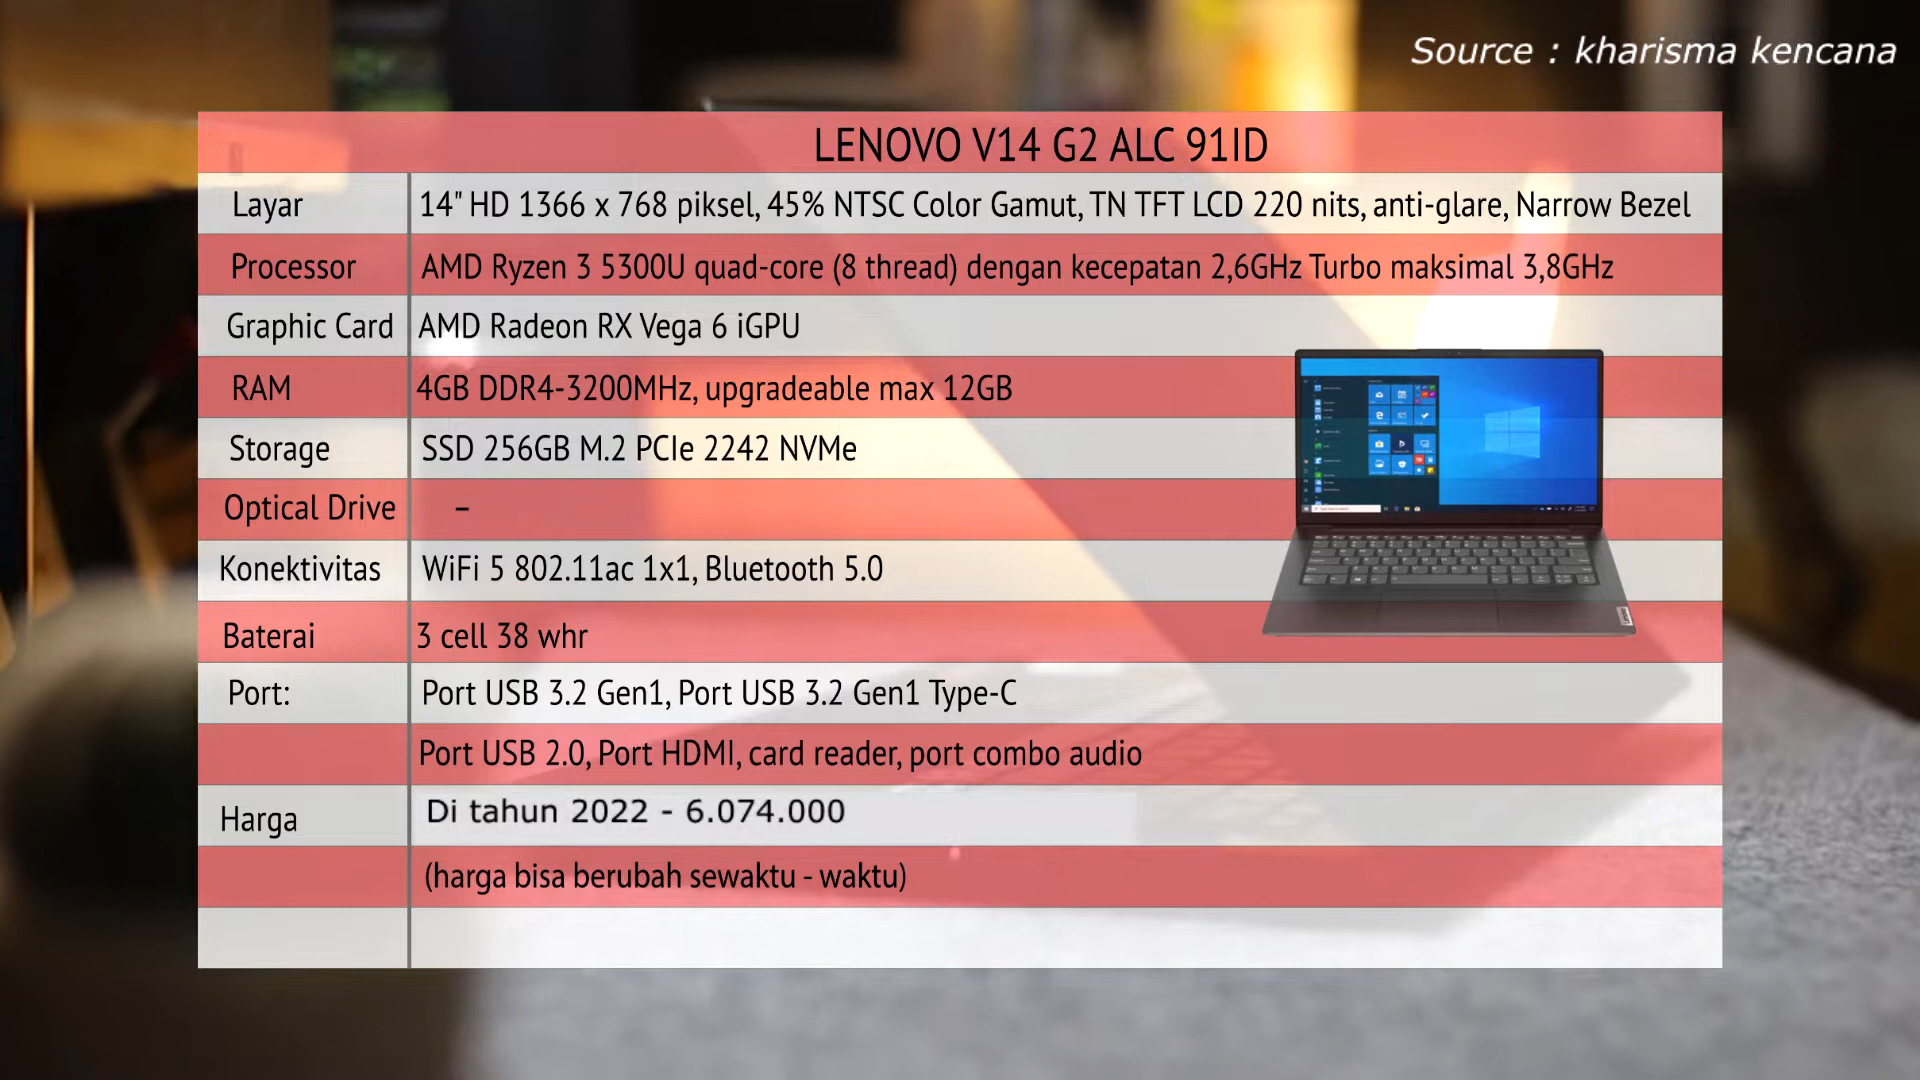 Source : kharisma kencana
LENOVO V14 G2 ALC 91ID
Layar 14" HD 1366 x 768 piksel, 45% NTSC Color Gamut, TN TFT LCD 220 nits, anti-glare, Narrow Bezel
Processor AMD Ryzen 3 5300U quad-core (8 thread) dengan kecepatan 2,6GHz Turbo maksimal 3,8GHz
Graphic Card AMD Radeon RX Vega 6 iGPU
RAM 4GB DDR4-3200MHz, upgradeable max 12GB
Storage SSD 256GB M.2 PCIe 2242 NVMe
Optical Drive –
Konektivitas WiFi 5 802.11ac 1x1, Bluetooth 5.0
Baterai 3 cell 38 whr
Port: Port USB 3.2 Gen1, Port USB 3.2 Gen1 Type-C
Port USB 2.0, Port HDMI, card reader, port combo audio
Harga Di tahun 2022 - 6.074.000
(harga bisa berubah sewaktu - waktu)